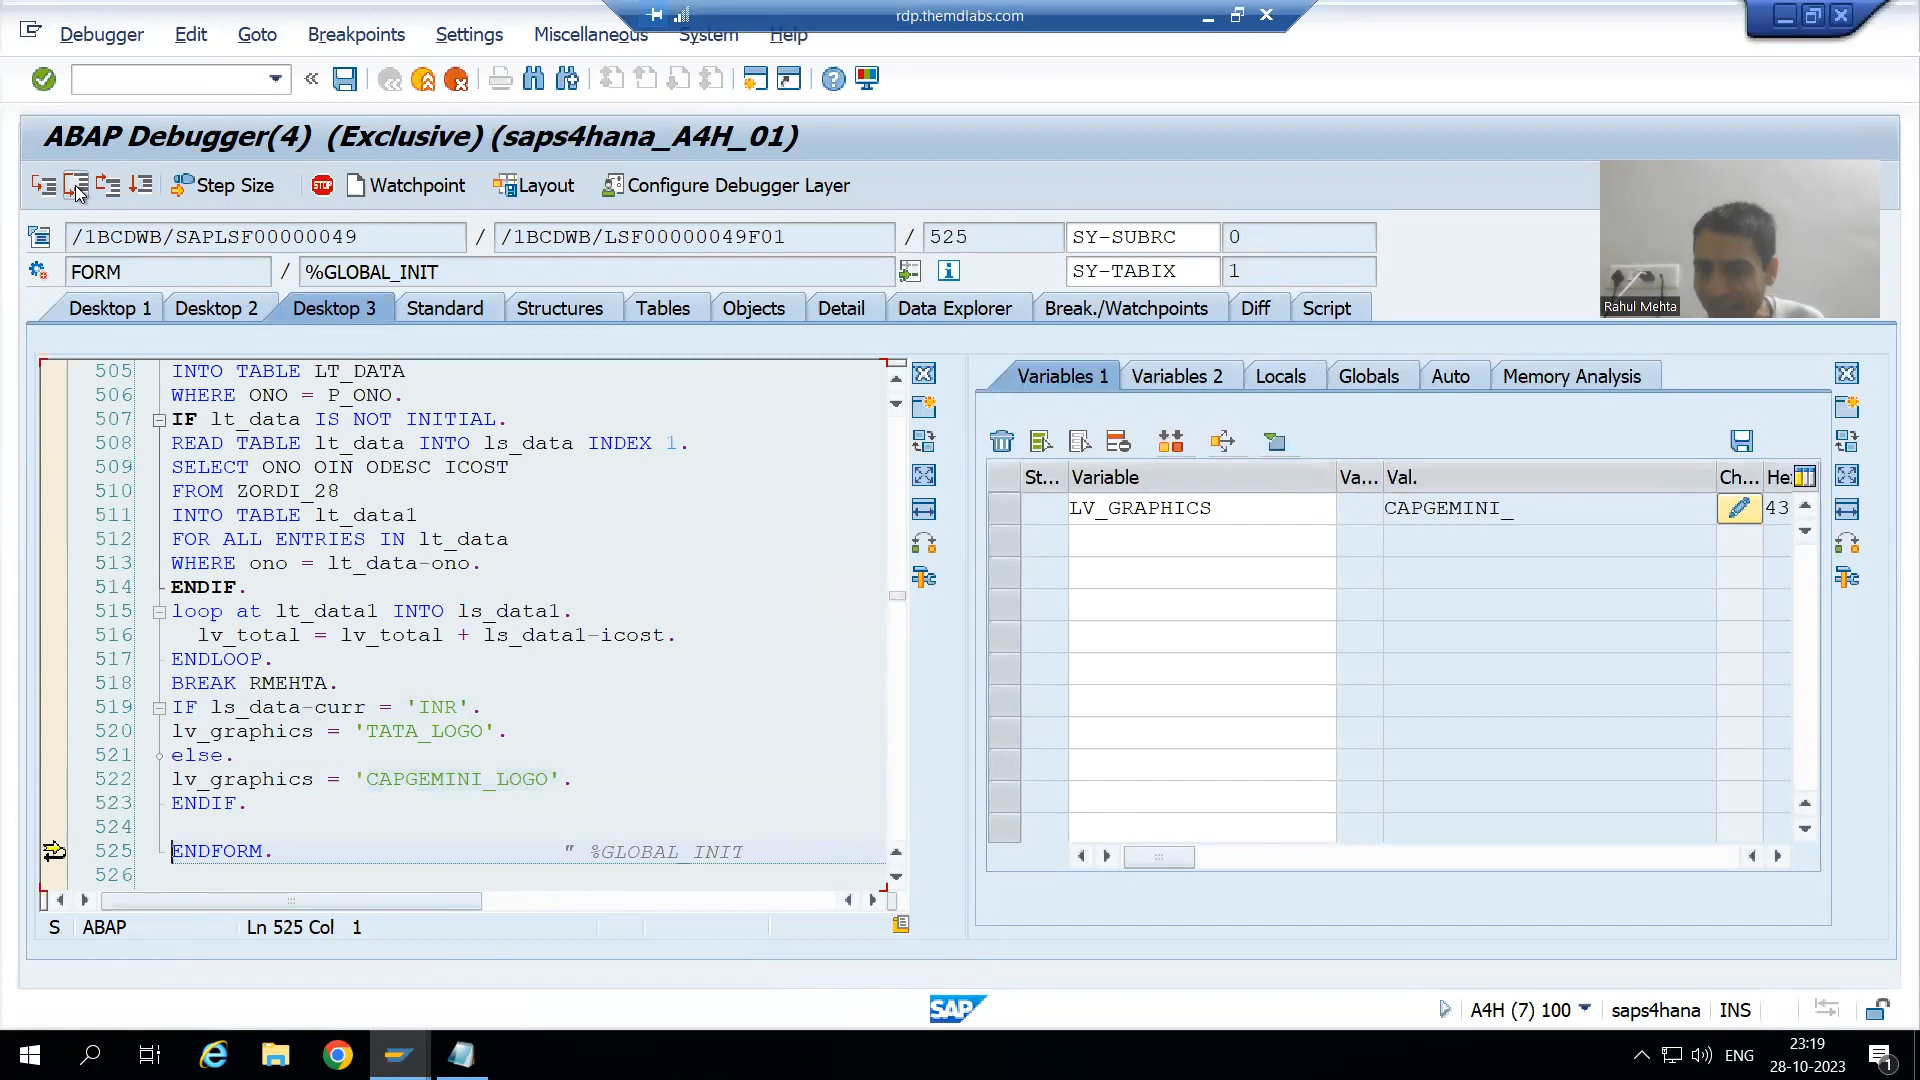 rdp.themdlabs.com
Debugger Edit Goto Breakpoints Settings Miscellaneous System Help
ABAP Debugger(4) (Exclusive) (saps4hana_A4H_01)
Step Size STOP Watchpoint Layout Configure Debugger Layer
/1BCDWB/SAPLSF00000049 / /1BCDWB/LSF00000049F01 / 525 SY-SUBRC 0
FORM / %GLOBAL_INIT SY-TABIX 1
Rahul Mehta
Desktop 1 Desktop 2 Desktop 3 Standard Structures Tables Objects Detail Data Explorer Break./Watchpoints Diff Script
Variables 1 Variables 2 Locals Globals Auto Memory Analysis
St... Variable Va... Val. Ch... He
LV_GRAPHICS CAPGEMINI_ 43
505 INTO TABLE LT_DATA
506 WHERE ONO = P_ONO.
507 IF lt_data IS NOT INITIAL.
508 READ TABLE lt_data INTO ls_data INDEX 1.
509 SELECT ONO OIN ODESC ICOST
510 FROM ZORDI_28
511 INTO TABLE lt_data1
512 FOR ALL ENTRIES IN lt_data
513 WHERE ono = lt_data-ono.
514 ENDIF.
515 loop at lt_data1 INTO ls_data1.
516 lv_total = lv_total + ls_data1-icost.
517 ENDLOOP.
518 BREAK RMEHTA.
519 IF ls_data-curr = 'INR'.
520 lv_graphics = 'TATA_LOGO'.
521 else.
522 lv_graphics = 'CAPGEMINI_LOGO'.
523 ENDIF.
524
525 ENDFORM. " %GLOBAL_INIT
526
S ABAP Ln 525 Col 1
SAP
A4H (7) 100 saps4hana INS
ENG
23:19
28-10-2023
1